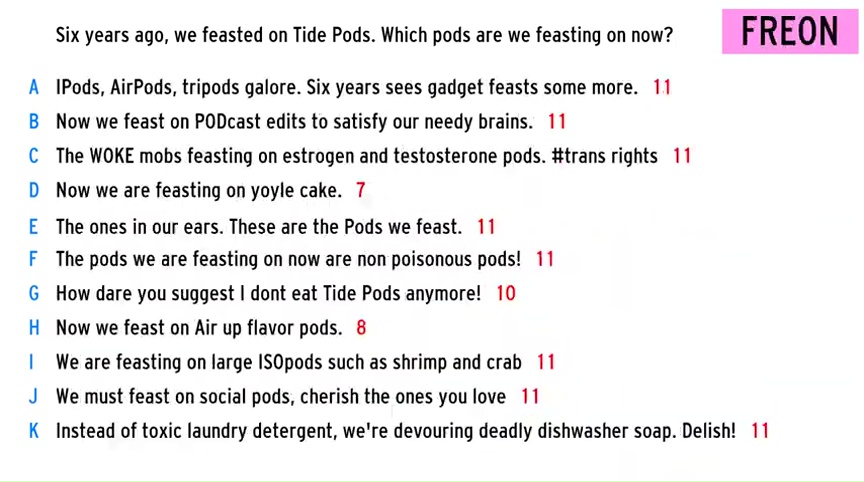 Six years ago, we feasted on Tide Pods. Which pods are we feasting on now?
FREON
A IPods, AirPods, tripods galore. Six years sees gadget feasts some more. 11
B Now we feast on PODcast edits to satisfy our needy brains. 11
C The WOKE mobs feasting on estrogen and testosterone pods. #trans rights 11
D Now we are feasting on yoyle cake. 7
E The ones in our ears. These are the Pods we feast. 11
F The pods we are feasting on now are non poisonous pods! 11
G How dare you suggest I dont eat Tide Pods anymore! 10
H Now we feast on Air up flavor pods. 8
I We are feasting on large ISOpods such as shrimp and crab 11
J We must feast on social pods, cherish the ones you love 11
K Instead of toxic laundry detergent, we're devouring deadly dishwasher soap. Delish! 11